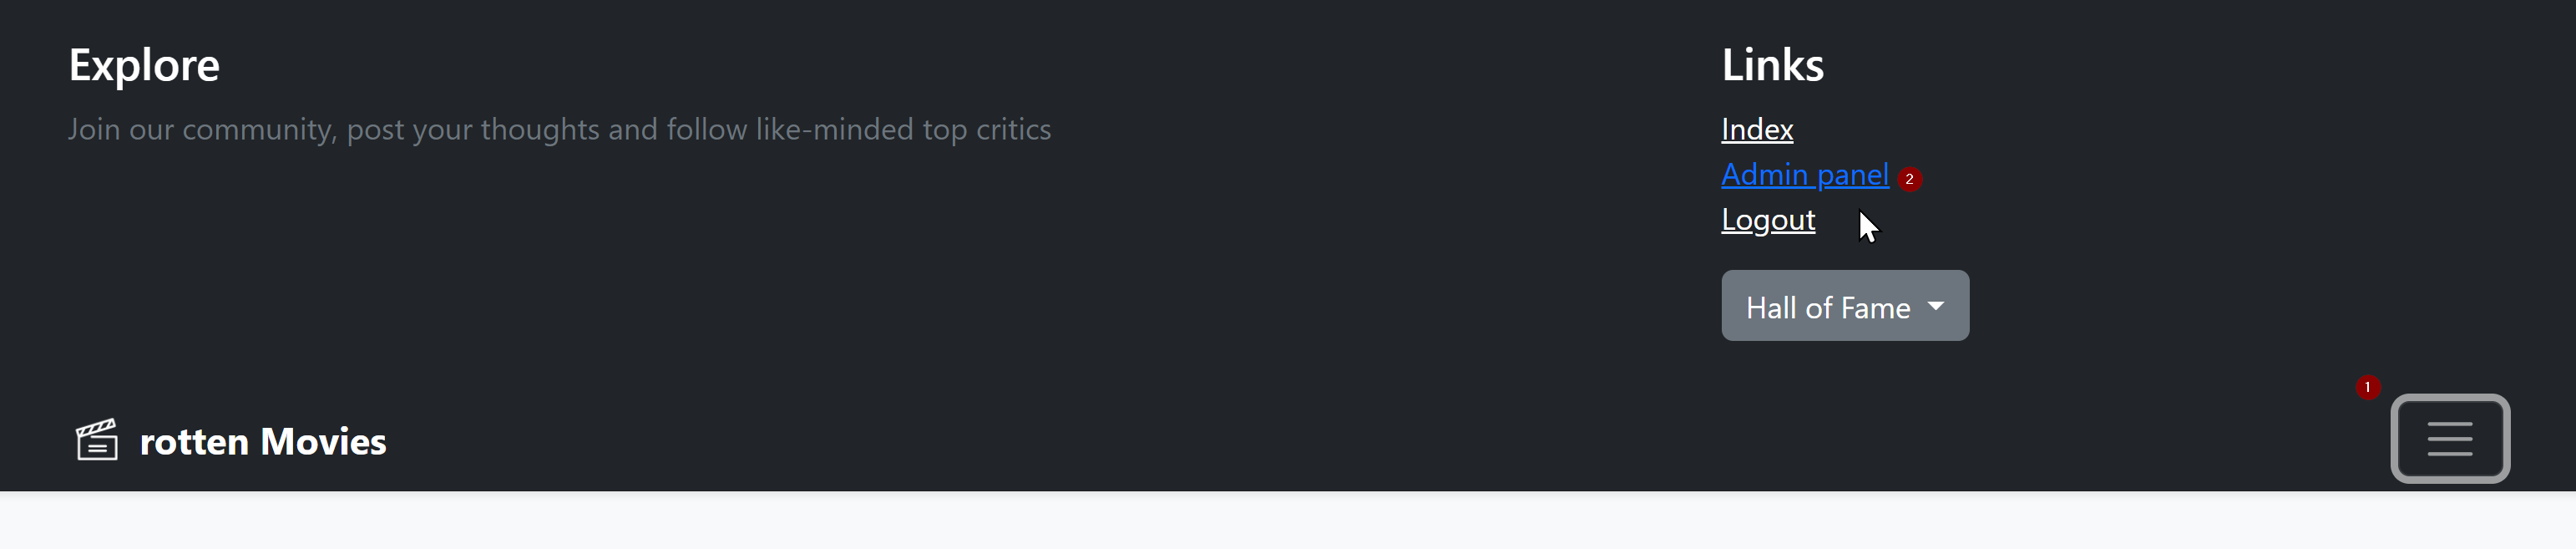 Explore
Join our community, post your thoughts and follow like-minded top critics
Links
Index
Admin panel 2
Logout
Hall of Fame
1
rotten Movies